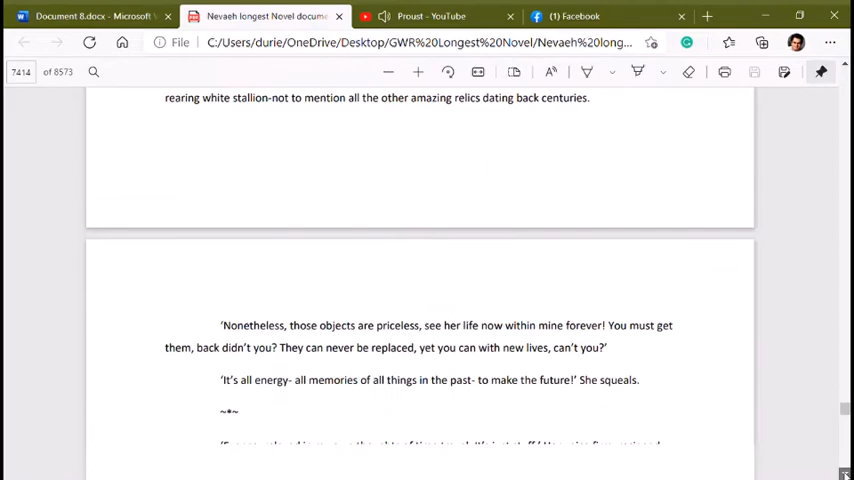 Document 8.docx - Microsoft W
Nevaeh longest Novel docume
Proust - YouTube
(1) Facebook
File
C:/Users/durie/OneDrive/Desktop/GWR%20Longest%20Novel/Nevaeh%20long...
7414 of 8573
rearing white stallion-not to mention all the other amazing relics dating back centuries.
‘Nonetheless, those objects are priceless, see her life now within mine forever! You must get
them, back didn’t you? They can never be replaced, yet you can with new lives, can’t you?’
‘It’s all energy- all memories of all things in the past- to make the future!’ She squeals.
~*~